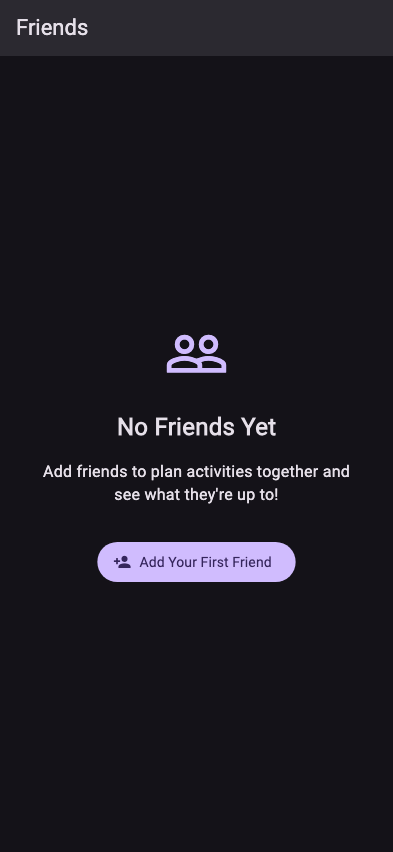 Friends
No Friends Yet
Add friends to plan activities together and
see what they're up to!
Add Your First Friend